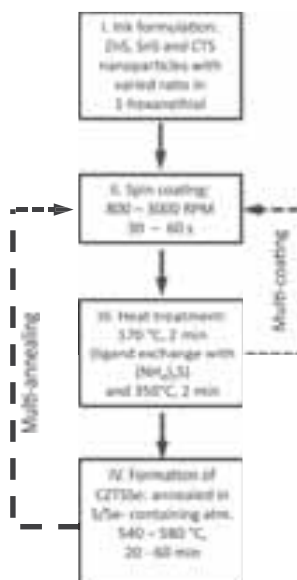 I. Ink formulation:
ZnS, SnS and CTS
nanoparticles with
varied ratio in
1-hexanethiol
II. Spin coating:
800 – 3000 RPM
30 – 60 s
III. Heat treatment:
170 °C, 2 min
(ligand exchange with
(NH₄)₂S)
and 350°C, 2 min
IV. Formation of
CZTSSe: annealed in
S/Se- containing atm.
540 – 580 °C,
20 - 60 min
Multi-annealing
Multi-coating